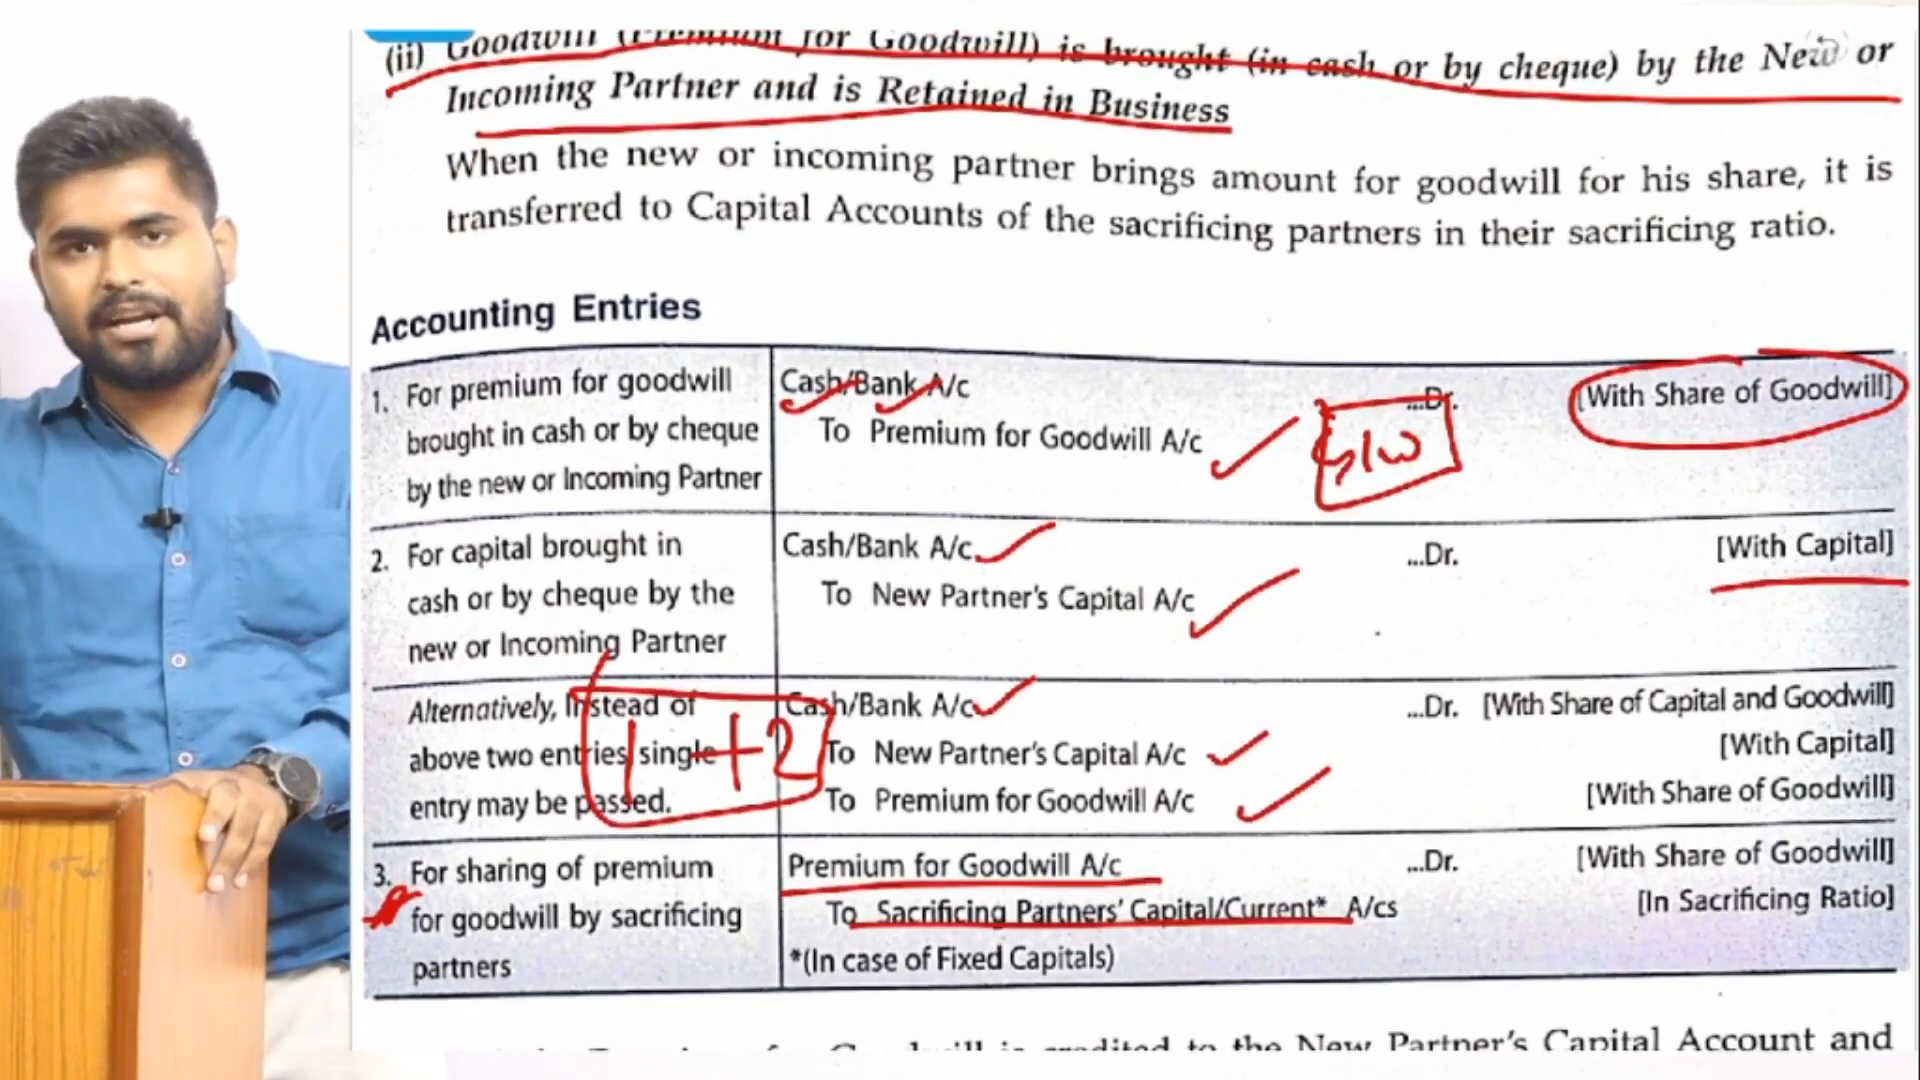 (ii) Goodwill (Premium for Goodwill) is brought (in cash or by cheque) by the New or
Incoming Partner and is Retained in Business
When the new or incoming partner brings amount for goodwill for his share, it is
transferred to Capital Accounts of the sacrificing partners in their sacrificing ratio.
Accounting Entries
1. For premium for goodwill
brought in cash or by cheque
by the new or Incoming Partner
Cash/Bank A/c ...Dr. [With Share of Goodwill]
To Premium for Goodwill A/c
G/W
2. For capital brought in
cash or by cheque by the
new or Incoming Partner
Cash/Bank A/c ...Dr. [With Capital]
To New Partner's Capital A/c
Alternatively, Instead of
above two entries single
entry may be passed.
1+2
Cash/Bank A/c ...Dr. [With Share of Capital and Goodwill]
To New Partner's Capital A/c [With Capital]
To Premium for Goodwill A/c [With Share of Goodwill]
3. For sharing of premium
for goodwill by sacrificing
partners
Premium for Goodwill A/c ...Dr. [With Share of Goodwill]
To Sacrificing Partners' Capital/Current* A/cs [In Sacrificing Ratio]
*(In case of Fixed Capitals)
credited to the New Partner's Capital Account and